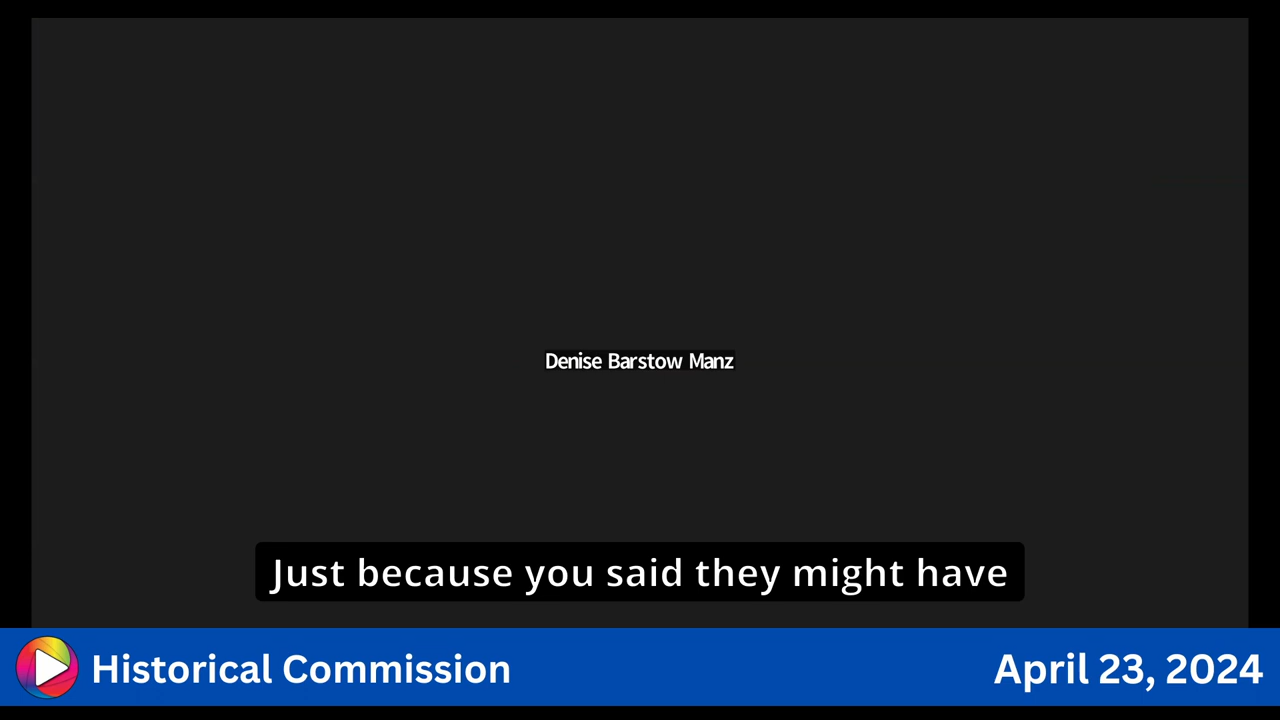 Denise Barstow Manz
Just because you said they might have
Historical Commission
April 23, 2024